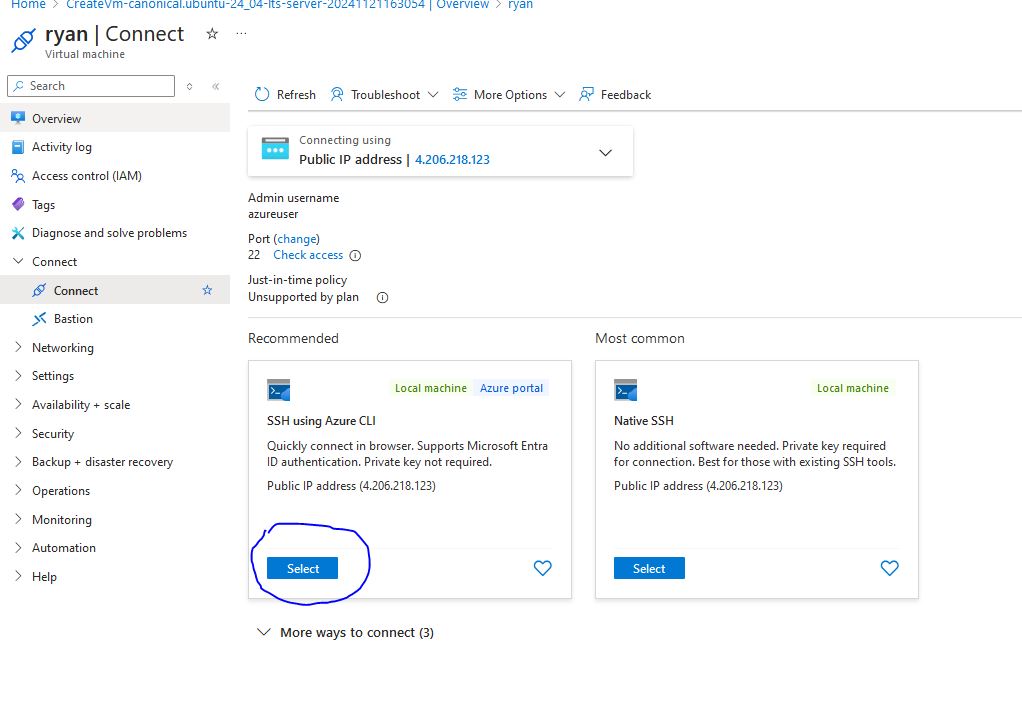 Home > CreateVm-canonical.ubuntu-24_04-lts-server-20241121163054 | Overview > ryan
ryan | Connect
Virtual machine
Search
Overview
Activity log
Access control (IAM)
Tags
Diagnose and solve problems
Connect
Connect
Bastion
Networking
Settings
Availability + scale
Security
Backup + disaster recovery
Operations
Monitoring
Automation
Help
Refresh
Troubleshoot
More Options
Feedback
Connecting using
Public IP address | 4.206.218.123
Admin username
azureuser
Port (change)
22 Check access
Just-in-time policy
Unsupported by plan
Recommended
Local machine Azure portal
SSH using Azure CLI
Quickly connect in browser. Supports Microsoft Entra
ID authentication. Private key not required.
Public IP address (4.206.218.123)
Select
Most common
Local machine
Native SSH
No additional software needed. Private key required
for connection. Best for those with existing SSH tools.
Public IP address (4.206.218.123)
Select
More ways to connect (3)